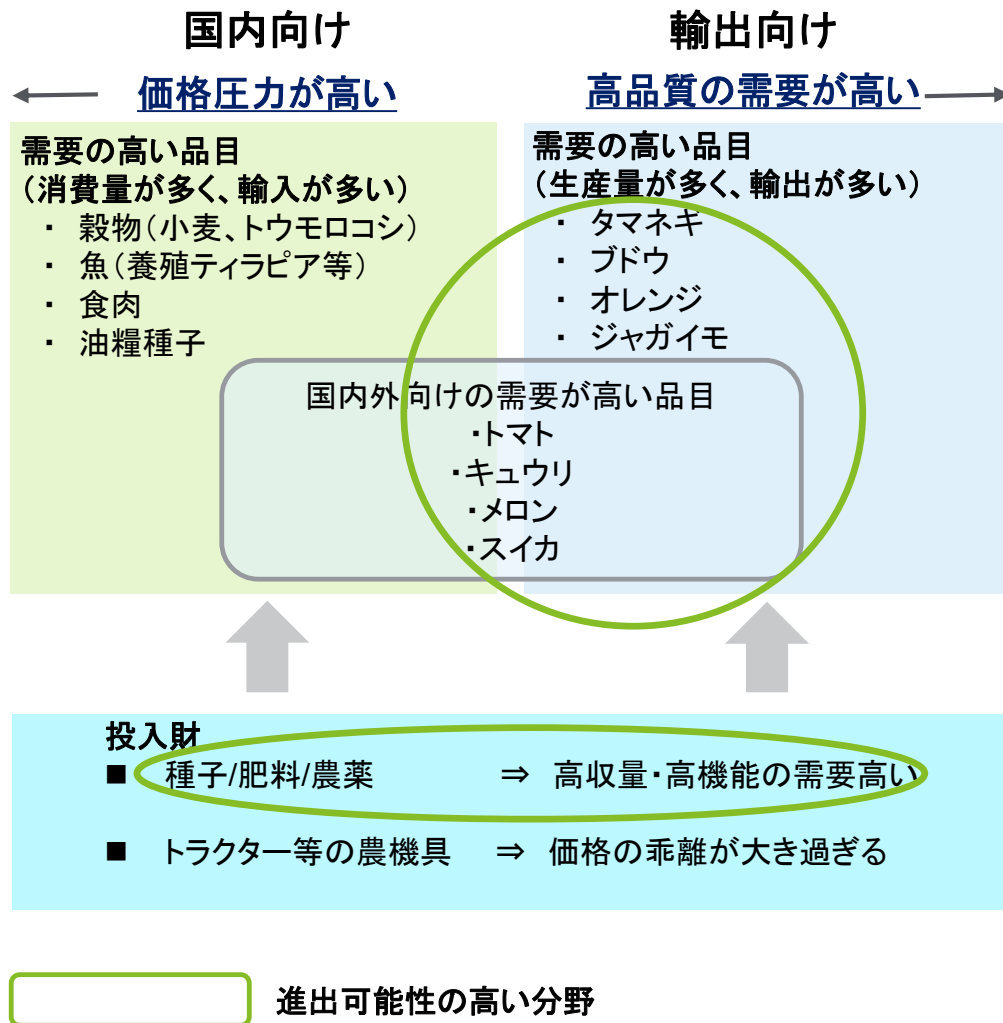 国内向け
輸出向け
価格圧力が高い
高品質の需要が高い
需要の高い品目
(消費量が多く、輸入が多い)
・ 穀物(小麦、トウモロコシ)
・ 魚(養殖ティラピア等)
・ 食肉
・ 油糧種子
需要の高い品目
(生産量が多く、輸出が多い)
・ タマネキ
・ ブドウ
・ オレンジ
・ ジャガイモ
国内外向けの需要が高い品目
・トマト
・キュウリ
・メロン
・スイカ
投入財
■ 種子/肥料/農薬 ⇒ 高収量・高機能の需要高い
■ トラクター等の農機具 ⇒ 価格の乖離が大き過ぎる
進出可能性の高い分野